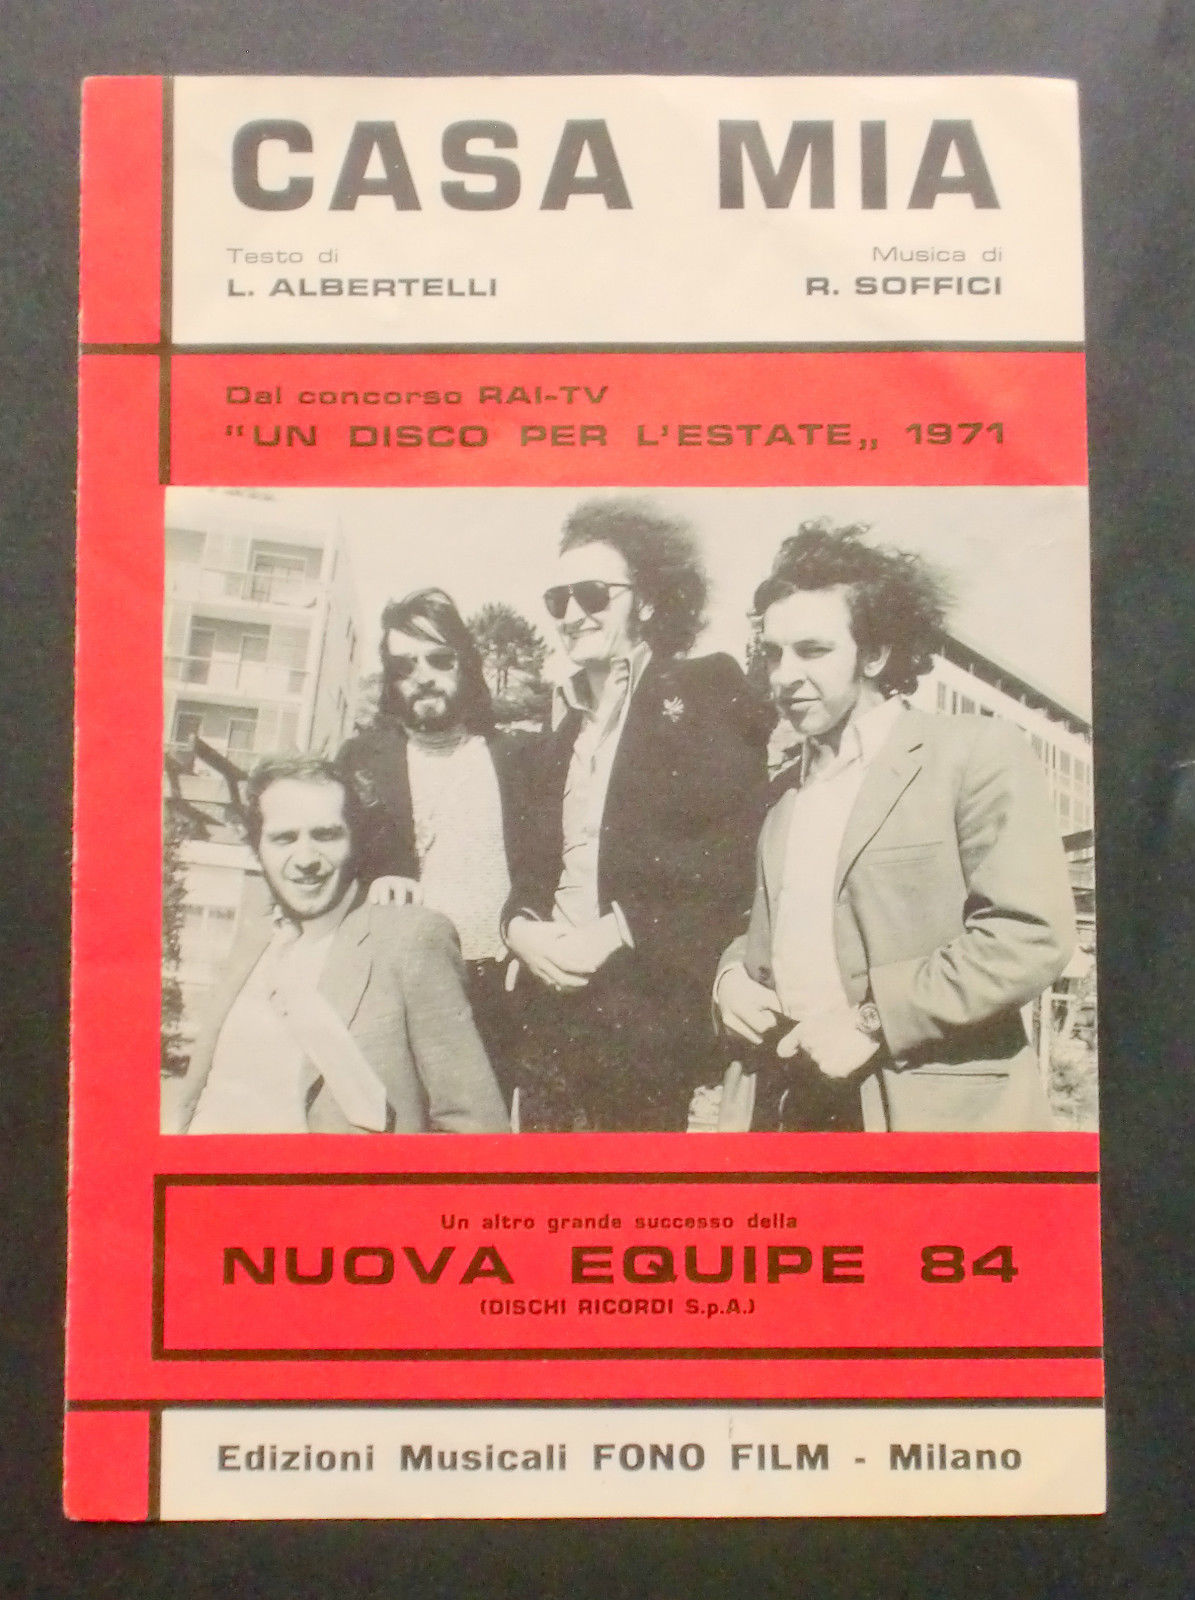 CASA MIA
Testo di
L. ALBERTELLI
Musica di
R. SOFFICI
Dal concorso RAI-TV
"UN DISCO PER L'ESTATE„ 1971
Un altro grande successo della
NUOVA EQUIPE 84
(DISCHI RICORDI S.p.A.)
Edizioni Musicali FONO FILM - Milano